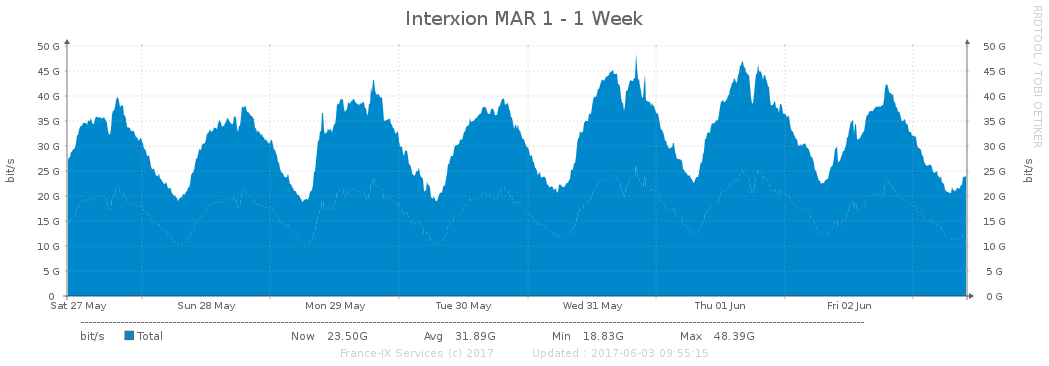 Interxion MAR 1 - 1 Week
RRDTOOL / TOBI OETIKER
bit/s
50 G 50 G
45 G 45 G
40 G 40 G
35 G 35 G
30 G 30 G
25 G 25 G
20 G 20 G
15 G 15 G
10 G 10 G
5 G 5 G
0 0 G
bit/s
Sat 27 May Sun 28 May Mon 29 May Tue 30 May Wed 31 May Thu 01 Jun Fri 02 Jun
bit/s Total Now 23.50G Avg 31.89G Min 18.83G Max 48.39G
France-IX Services (c) 2017 Updated : 2017-06-03 09:55:15